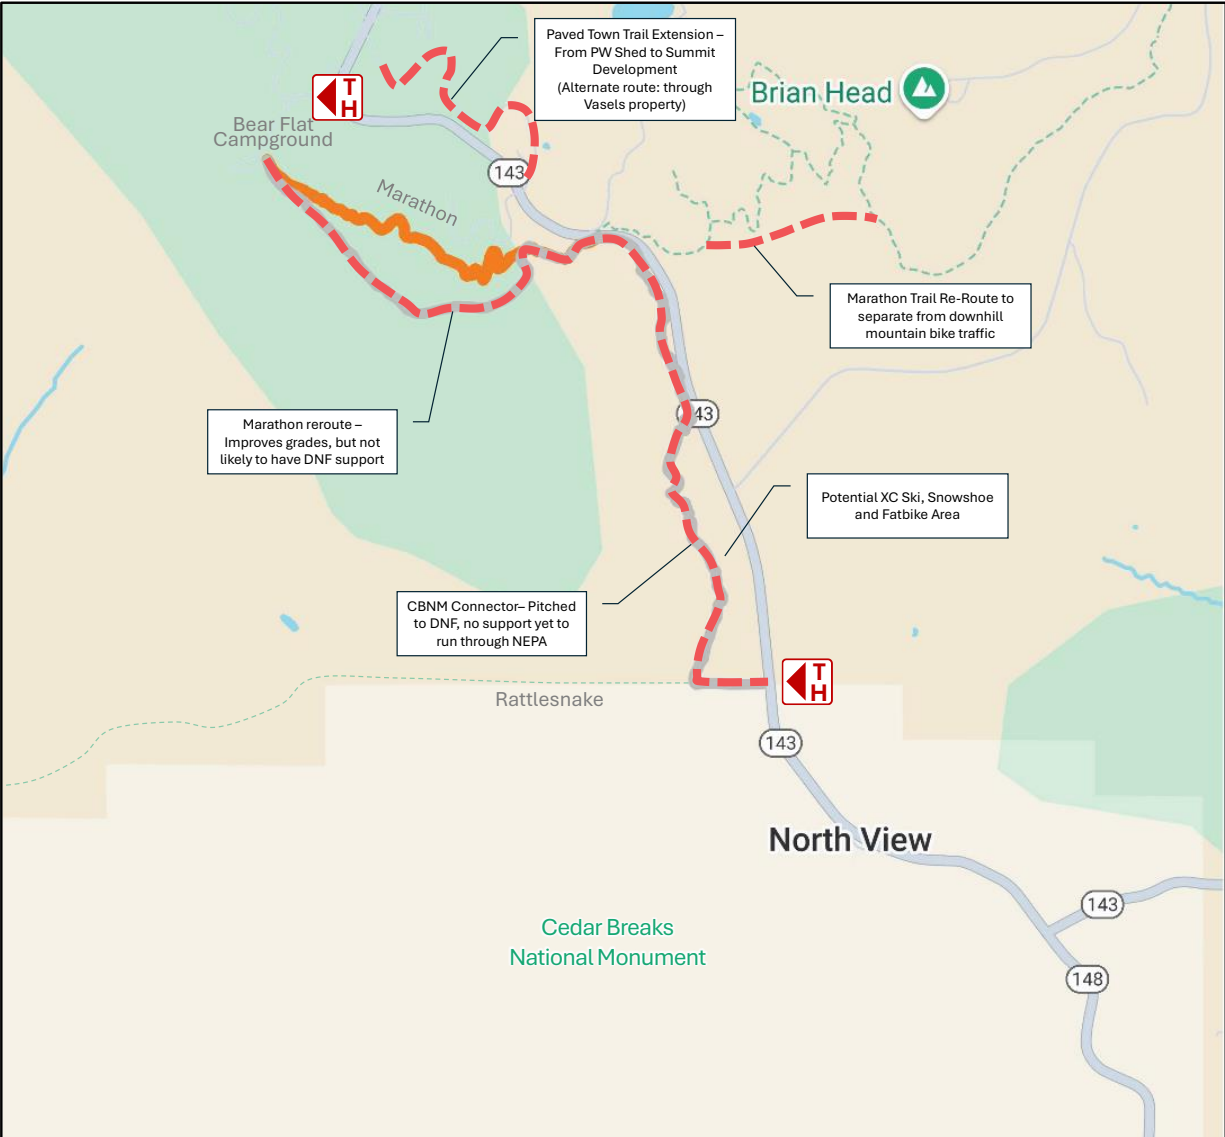 Paved Town Trail Extension –
From PW Shed to Summit
Development
(Alternate route: through
Vasels property)
T
H
Brian Head
Bear Flat
Campground
Marathon
143
Marathon Trail Re-Route to
separate from downhill
mountain bike traffic
Marathon reroute –
Improves grades, but not
likely to have DNF support
143
Potential XC Ski, Snowshoe
and Fatbike Area
CBNM Connector– Pitched
to DNF, no support yet to
run through NEPA
T
H
Rattlesnake
143
North View
143
Cedar Breaks
National Monument
148